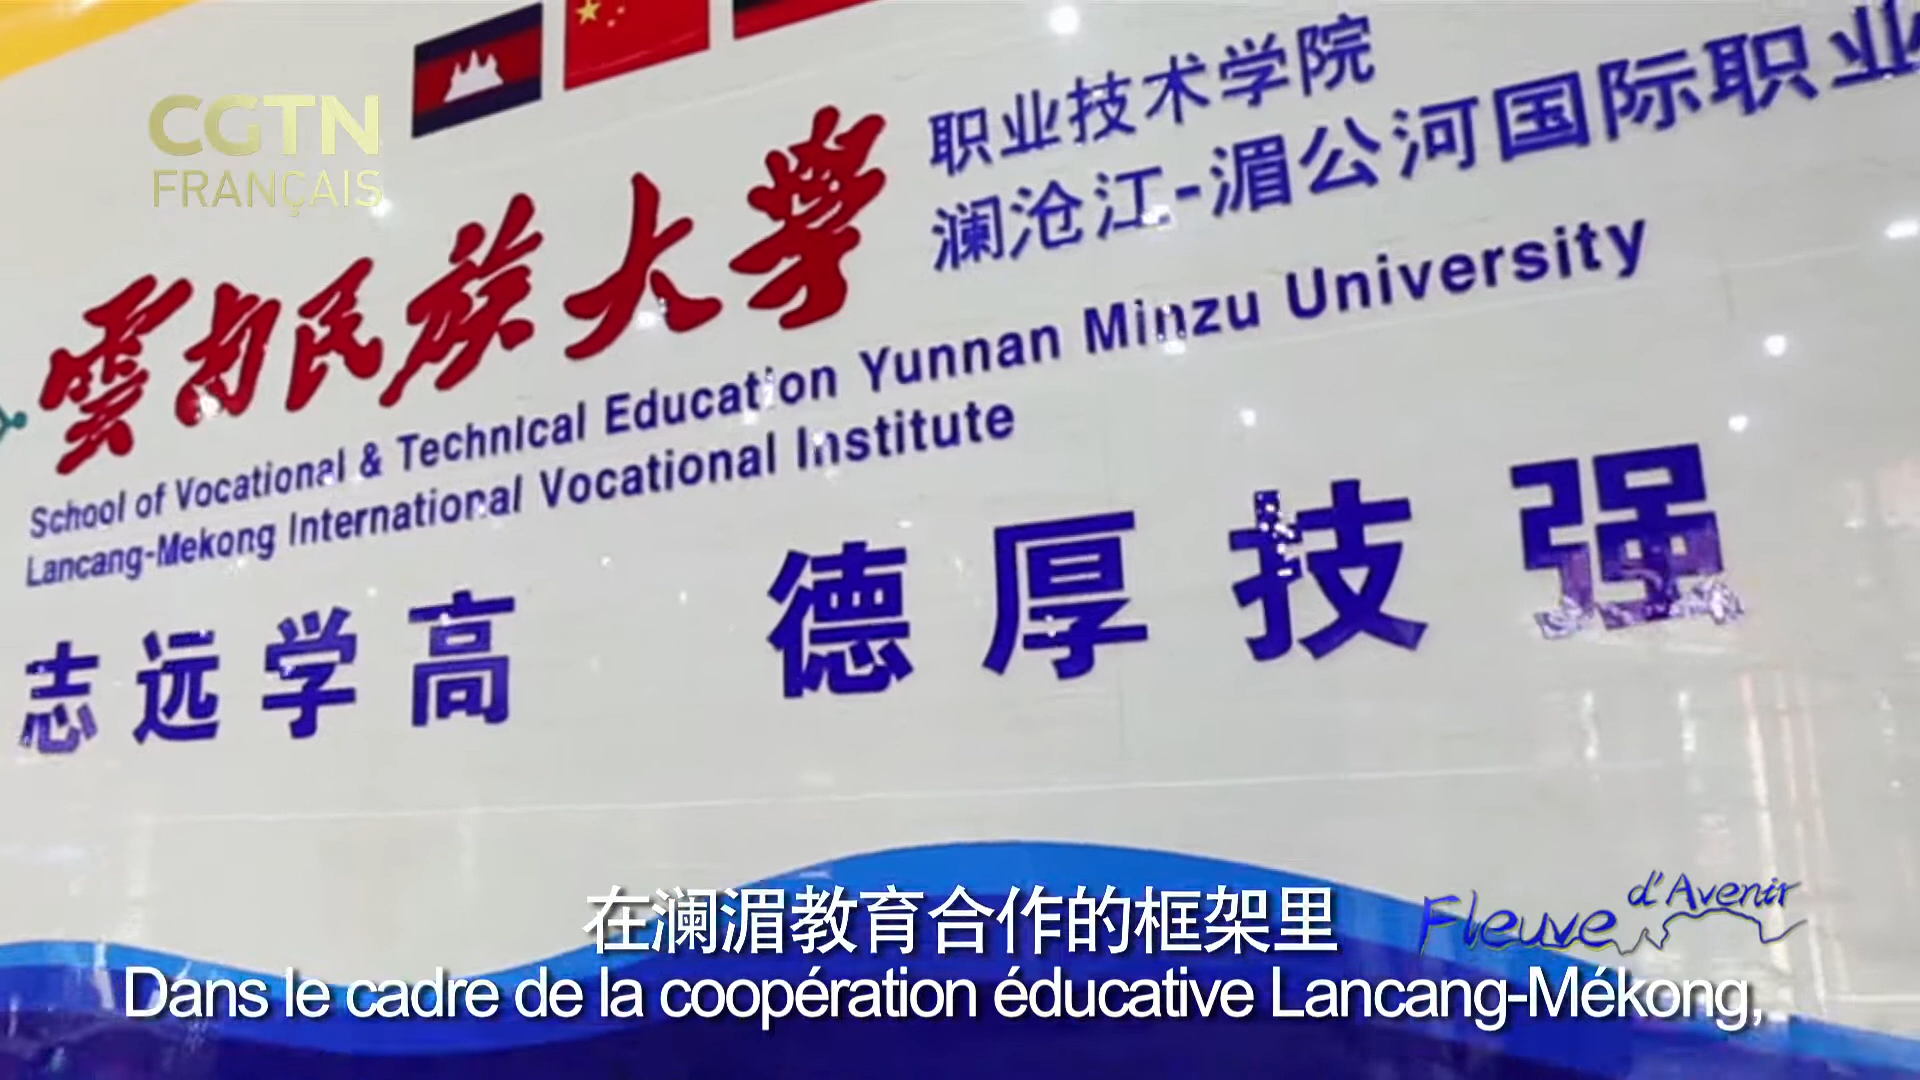 CGTN
FRANÇAIS
雲南民族大學
职业技术学院
澜沧江-湄公河国际职业
School of Vocational & Technical Education Yunnan Minzu University
Lancang-Mekong International Vocational Institute
志远学高 德厚技强
在澜湄教育合作的框架里
Fleuve d'Avenir
Dans le cadre de la coopération éducative Lancang-Mékong,